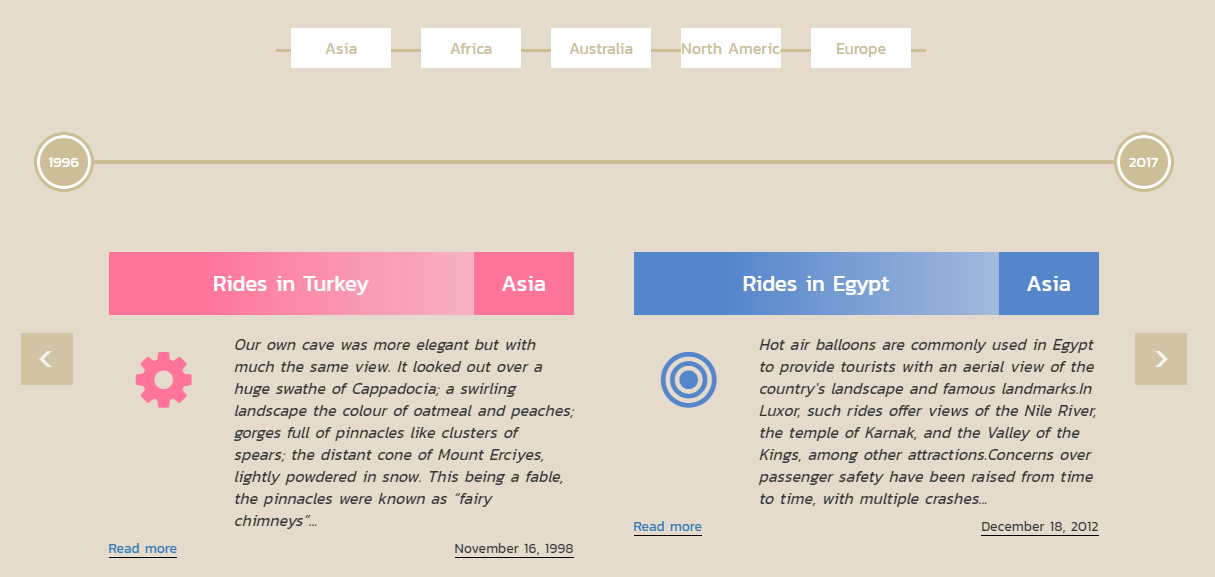 Asia
Africa
Australia
North Americ
Europe
1996
2017
Rides in Turkey
Asia
Our own cave was more elegant but with
much the same view. It looked out over a
huge swathe of Cappadocia; a swirling
landscape the colour of oatmeal and peaches;
gorges full of pinnacles like clusters of
spears; the distant cone of Mount Erciyes,
lightly powdered in snow. This being a fable,
the pinnacles were known as “fairy
chimneys”...
Read more
November 16, 1998
Rides in Egypt
Asia
Hot air balloons are commonly used in Egypt
to provide tourists with an aerial view of the
country's landscape and famous landmarks.In
Luxor, such rides offer views of the Nile River,
the temple of Karnak, and the Valley of the
Kings, among other attractions.Concerns over
passenger safety have been raised from time
to time, with multiple crashes...
Read more
December 18, 2012